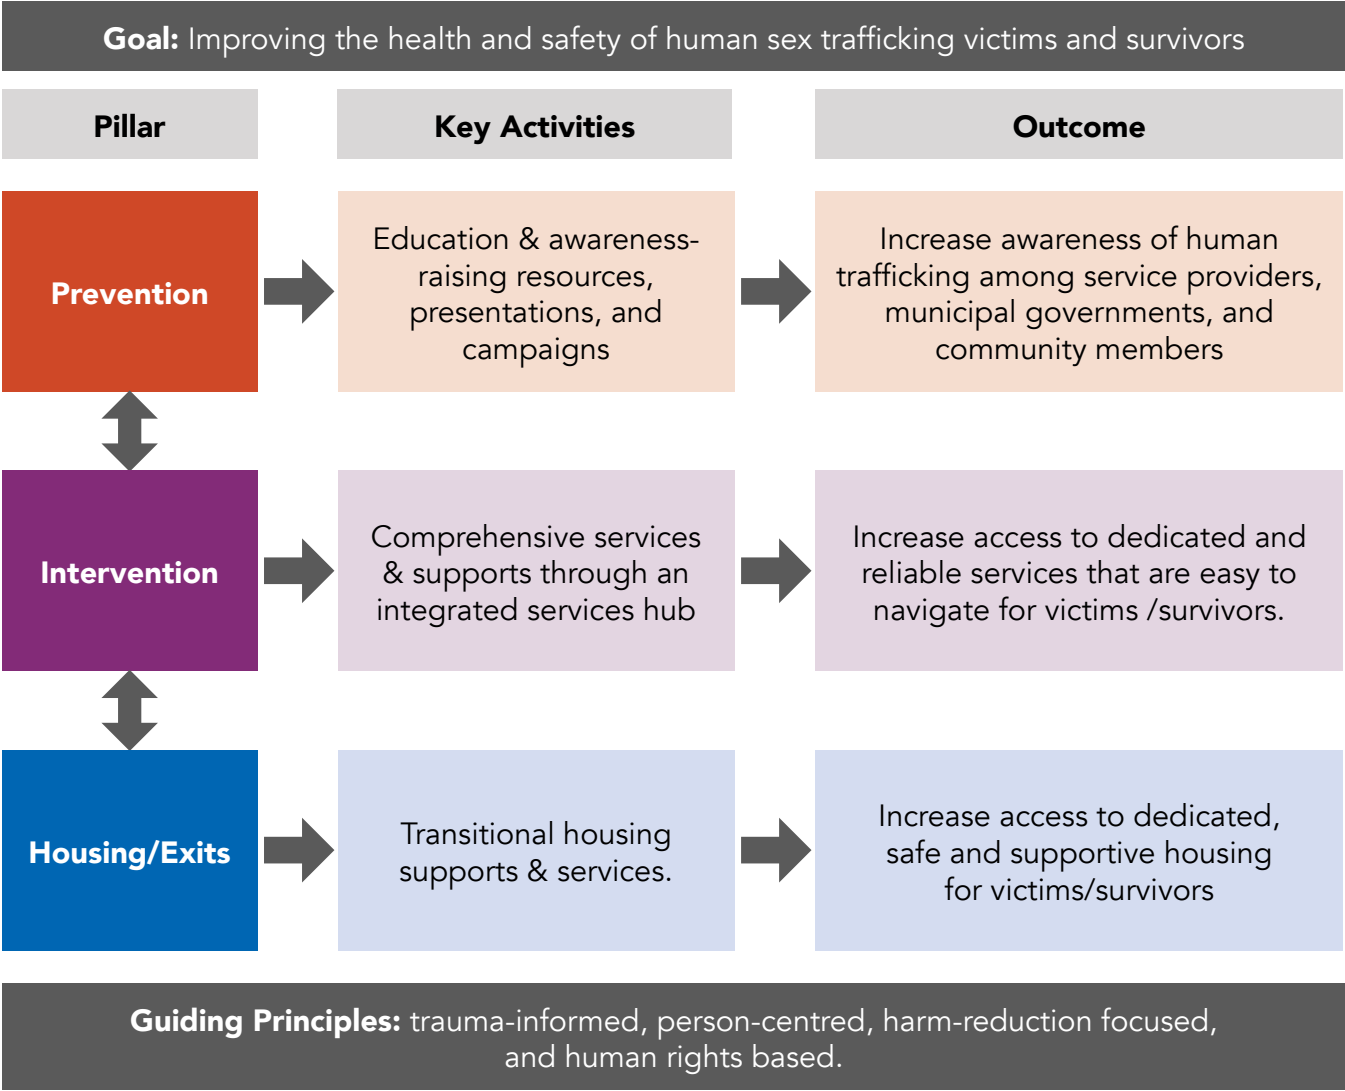 Goal: Improving the health and safety of human sex trafficking victims and survivors
Pillar
Key Activities
Outcome
Prevention
Education & awareness-
raising resources,
presentations, and
campaigns
Increase awareness of human
trafficking among service providers,
municipal governments, and
community members
Intervention
Comprehensive services
& supports through an
integrated services hub
Increase access to dedicated and
reliable services that are easy to
navigate for victims /survivors.
Housing/Exits
Transitional housing
supports & services.
Increase access to dedicated,
safe and supportive housing
for victims/survivors
Guiding Principles: trauma-informed, person-centred, harm-reduction focused,
and human rights based.